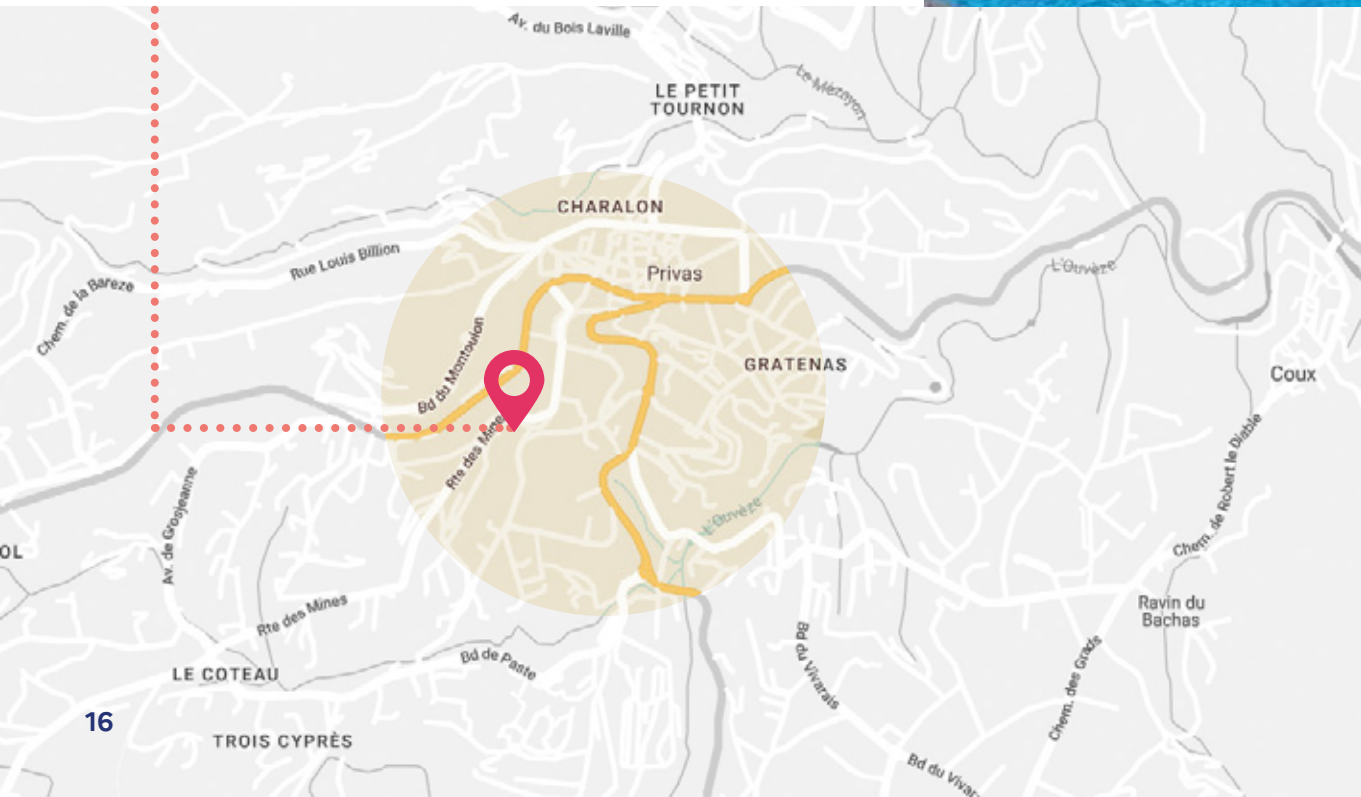 Av. du Bois Laville
LE PETIT
TOURNON
Le Mézayon
CHARALON
Rue Louis Billion
Privas
L'Ouvèze
Chem. de la Bareze
Bd du Montoulon
GRATENAS
Coux
Rte des Mines
Av. de Grosjeanne
L'Ouvèze
Chem. de Robert le Diable
OL
Rte des Mines
Ravin du
Bachas
Bd de Paste
Bd du Vivarais
Chem. des Grads
LE COTEAU
16
TROIS CYPRÈS
Bd du Vivar